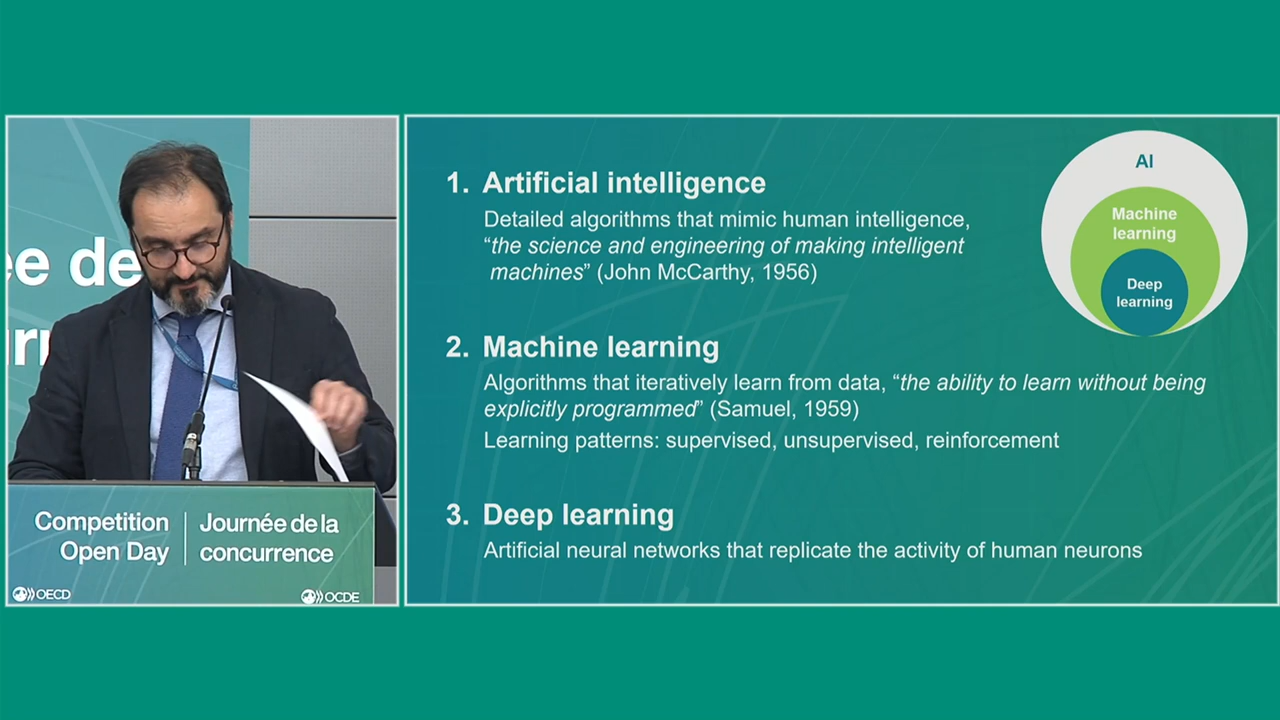 ee de
Competition
Open Day
Journée de la
concurrence
OECD
OCDE
1. Artificial intelligence
Detailed algorithms that mimic human intelligence,
“the science and engineering of making intelligent
machines” (John McCarthy, 1956)
2. Machine learning
Algorithms that iteratively learn from data, “the ability to learn without being
explicitly programmed” (Samuel, 1959)
Learning patterns: supervised, unsupervised, reinforcement
3. Deep learning
Artificial neural networks that replicate the activity of human neurons
AI
Machine
learning
Deep
learning